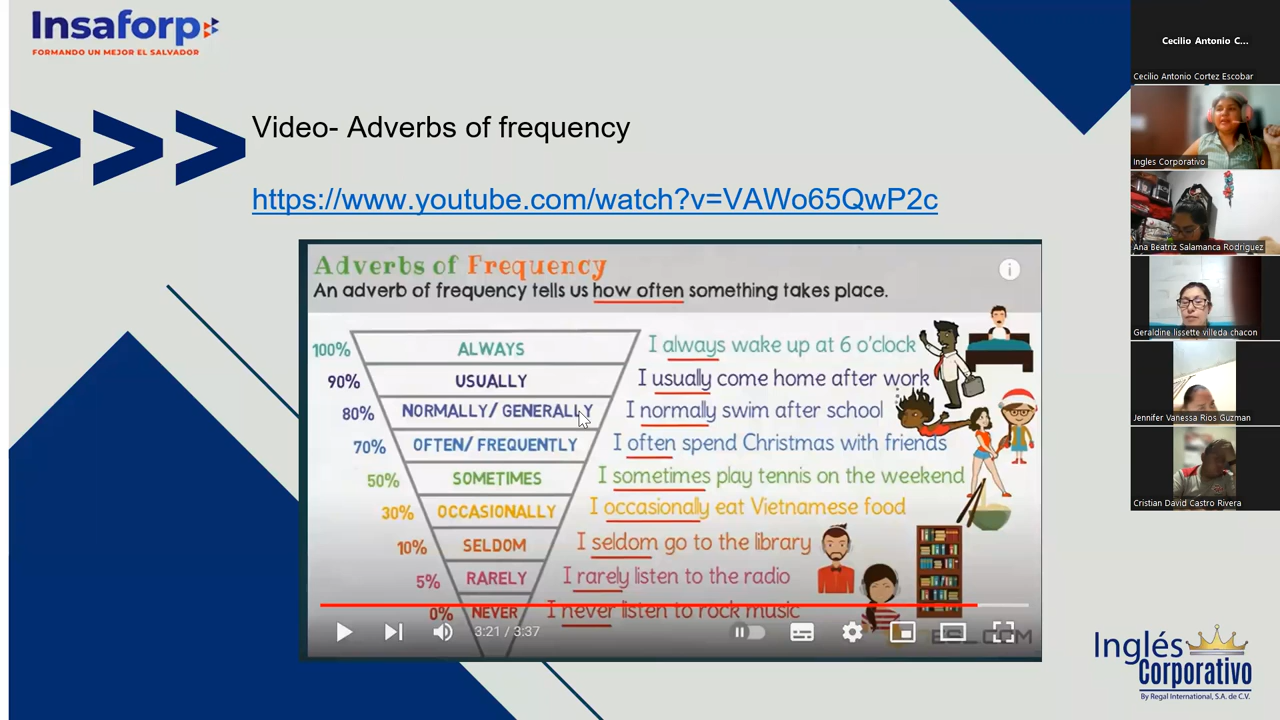 Insaforp
FORMANDO UN MEJOR EL SALVADOR
>>>
Video- Adverbs of frequency
https://www.youtube.com/watch?v=VAWo65QwP2c
Adverbs of Frequency
An adverb of frequency tells us how often something takes place.
100% ALWAYS I always wake up at 6 o'clock
90% USUALLY I usually come home after work
80% NORMALLY/ GENERALLY I normally swim after school
70% OFTEN/ FREQUENTLY I often spend Christmas with friends
50% SOMETIMES I sometimes play tennis on the weekend
30% OCCASIONALLY I occasionally eat Vietnamese food
10% SELDOM I seldom go to the library
5% RARELY I rarely listen to the radio
0% NEVER I never listen to rock music
3:21 / 3:37
Cecilio Antonio C...
Cecilio Antonio Cortez Escobar
Ingles Corporativo
Ana Beatriz Salamanca Rodriguez
Geraldine lissette villeda chacon
Jennifer Vanessa Rios Guzman
Cristian David Castro Rivera
Inglés
Corporativo
By Regal International, S.A. de C.V.